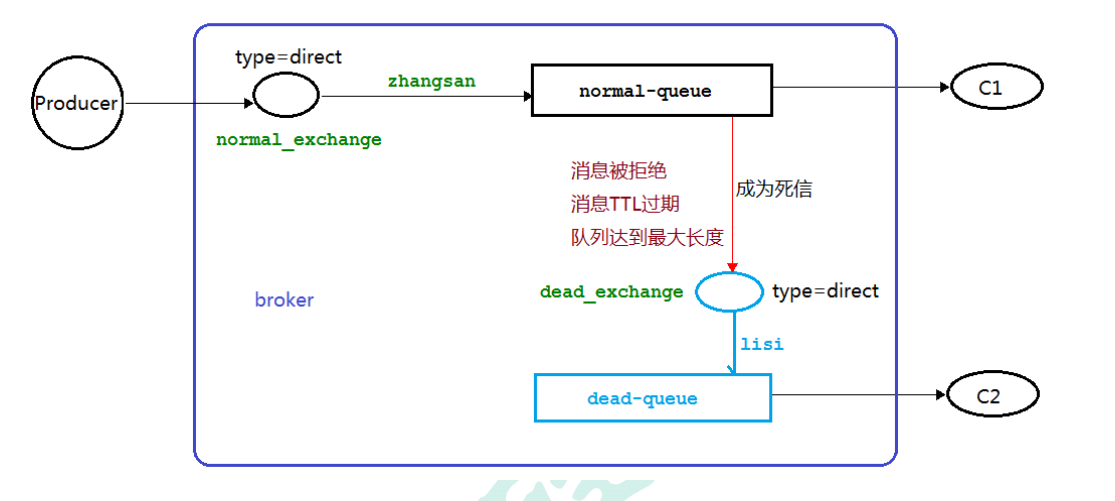 type=direct
zhangsan
Producer
normal-queue
C1
normal_exchange
消息被拒绝
消息TTL过期
队列达到最大长度
成为死信
broker
dead_exchange
type=direct
lisi
dead-queue
C2